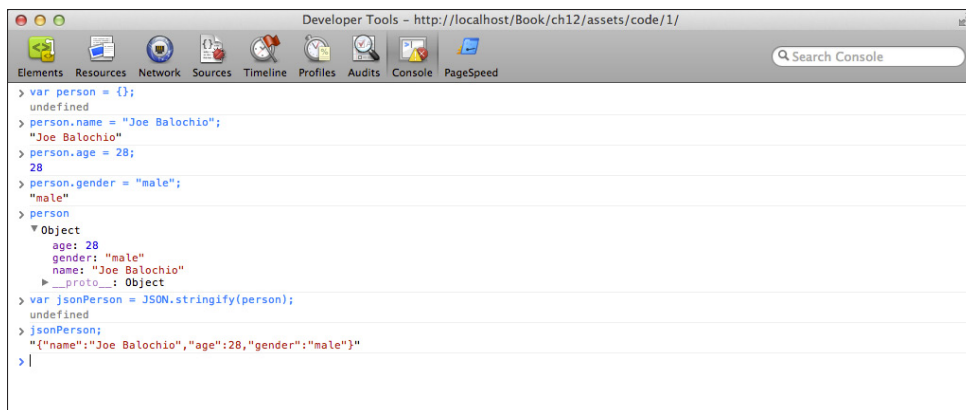 Developer Tools – http://localhost/Book/ch12/assets/code/1/
Elements Resources Network Sources Timeline Profiles Audits Console PageSpeed
Search Console
> var person = {};
undefined
> person.name = "Joe Balochio";
"Joe Balochio"
> person.age = 28;
28
> person.gender = "male";
"male"
> person
▼Object
age: 28
gender: "male"
name: "Joe Balochio"
▶__proto__: Object
> var jsonPerson = JSON.stringify(person);
undefined
> jsonPerson;
"{"name":"Joe Balochio","age":28,"gender":"male"}"
>